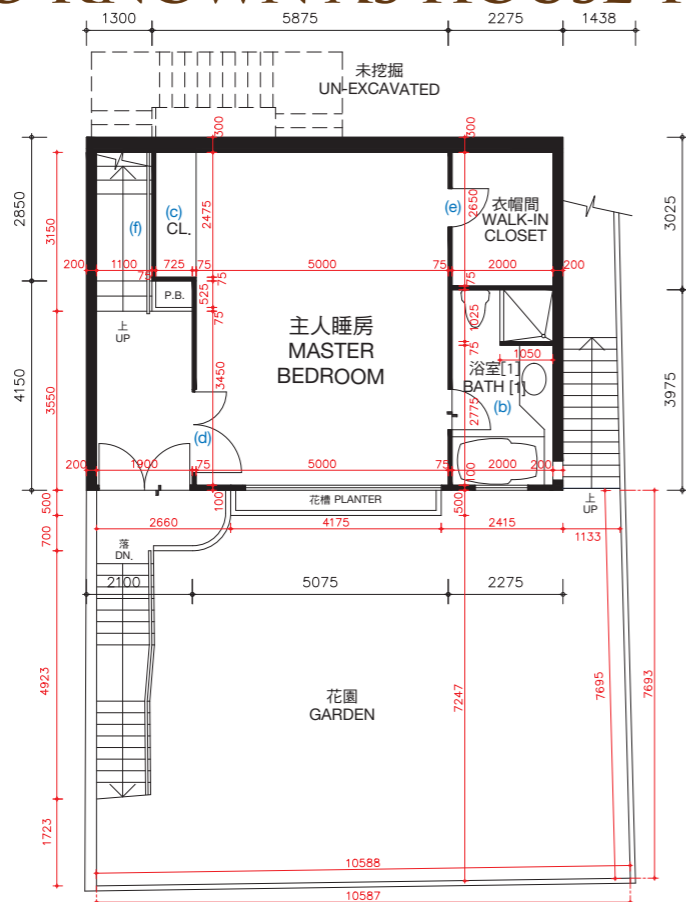 1300 5875 2275 1438
未挖掘
UN-EXCAVATED
300 300
2850 3150 2475 2650 3025
(f) (c) (e)
CL.
衣帽間
WALK-IN
CLOSET
200 1100 725 75 5000 75 2000 200
75 75 75
P.B. 525 75
上
UP
主人睡房
MASTER
BEDROOM
1025
75
1050
浴室[1]
BATH [1]
(b)
4150 3550 3450 2775 3975
(d)
200 1900 75 5000 75 2000 200
100 100
花槽 PLANTER
上
UP
500 500
700
2660 4175 2415 1133
落
DN.
2100 5075 2275
4923 7247 7695 7693
花園
GARDEN
1723
10588
10587